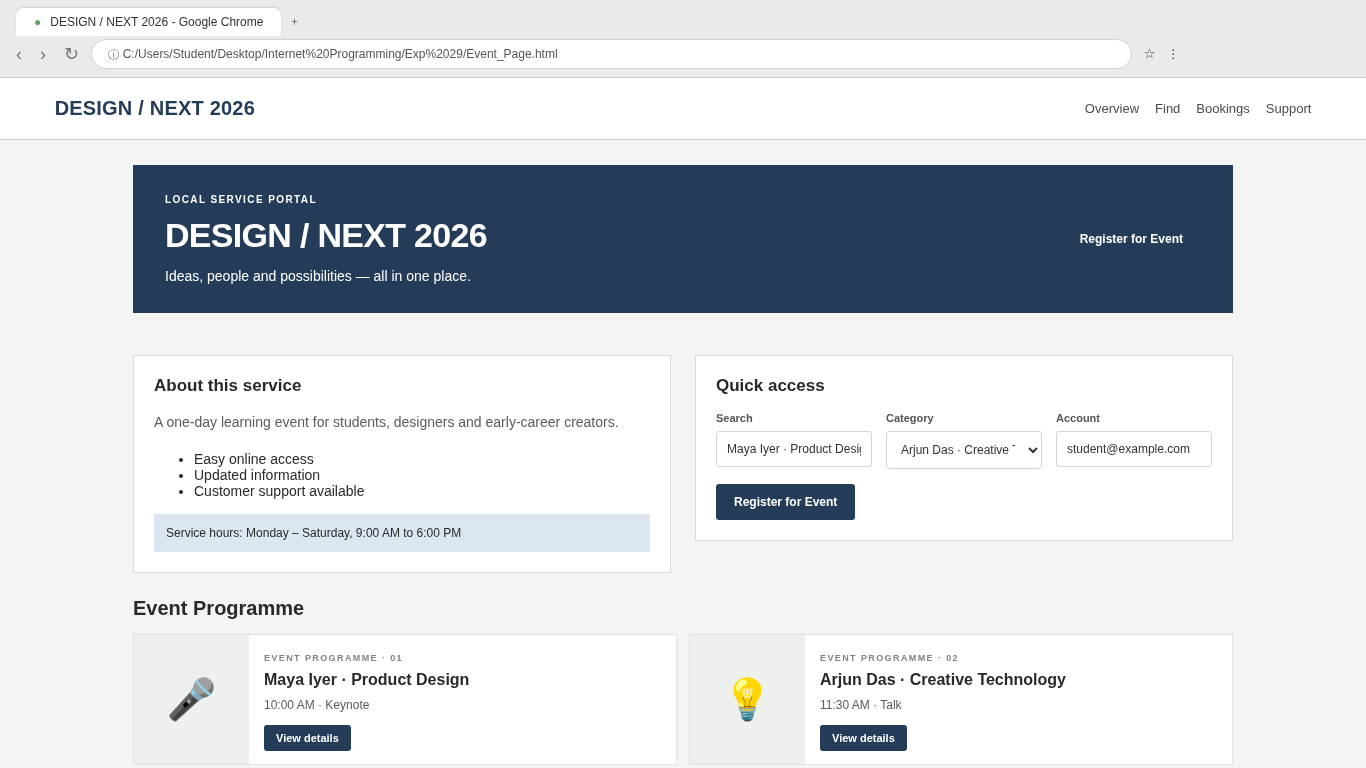 DESIGN / NEXT 2026 - Google Chrome
C:/Users/Student/Desktop/Internet%20Programming/Exp%2029/Event_Page.html
DESIGN / NEXT 2026
Overview Find Bookings Support
LOCAL SERVICE PORTAL
DESIGN / NEXT 2026
Ideas, people and possibilities — all in one place.
Register for Event
About this service
A one-day learning event for students, designers and early-career creators.
• Easy online access
• Updated information
• Customer support available
Service hours: Monday – Saturday, 9:00 AM to 6:00 PM
Quick access
Search Category Account
Maya Iyer · Product Arjun Das · Creative student@example.com
Register for Event
Event Programme
EVENT PROGRAMME · 01
Maya Iyer · Product Design
10:00 AM · Keynote
View details
EVENT PROGRAMME · 02
Arjun Das · Creative Technology
11:30 AM · Talk
View details